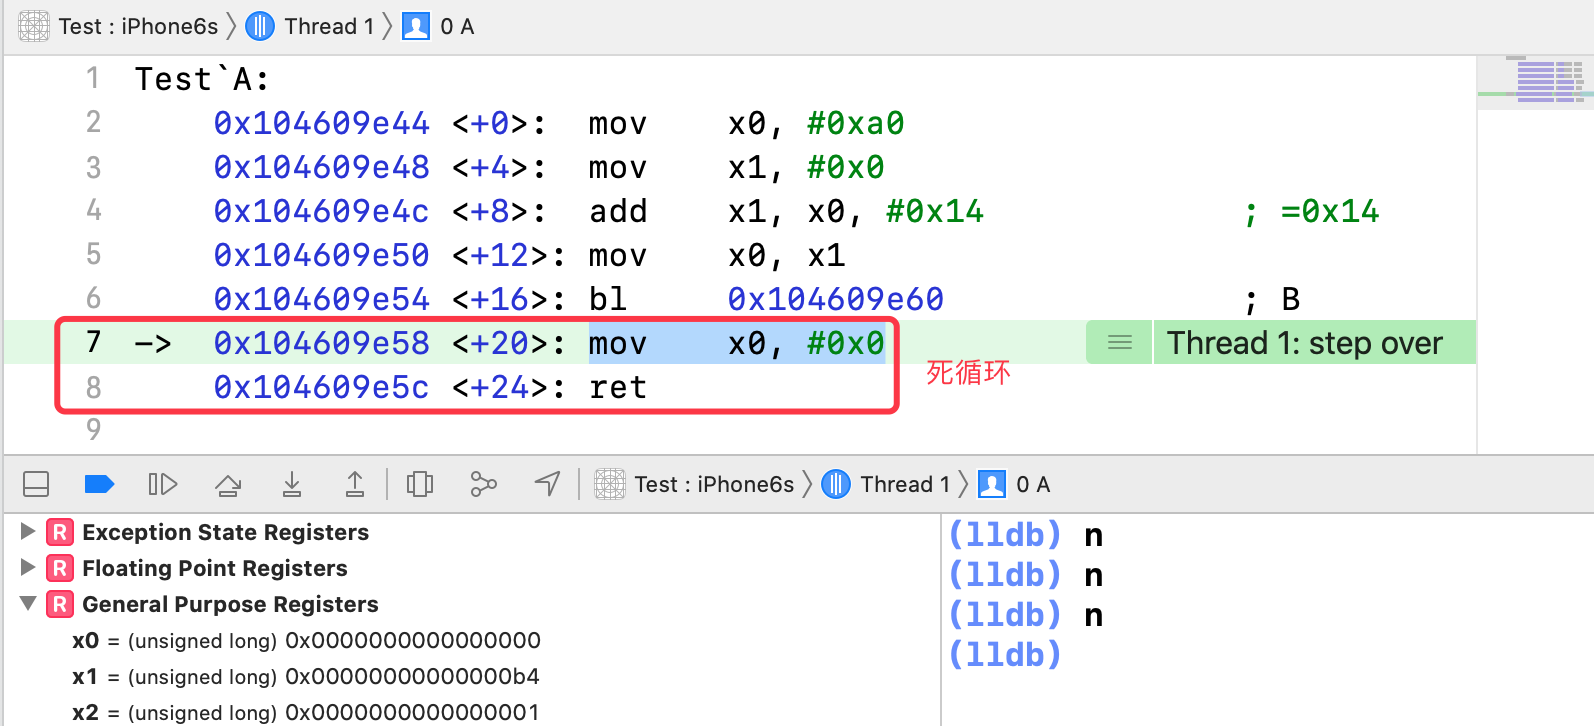 Test : iPhone6s 〉 Thread 1 〉 0 A
1 Test`A:
2 0x104609e44 <+0>: mov x0, #0xa0
3 0x104609e48 <+4>: mov x1, #0x0
4 0x104609e4c <+8>: add x1, x0, #0x14 ; =0x14
5 0x104609e50 <+12>: mov x0, x1
6 0x104609e54 <+16>: bl 0x104609e60 ; B
7 -> 0x104609e58 <+20>: mov x0, #0x0 Thread 1: step over
死循环
8 0x104609e5c <+24>: ret
9
Test : iPhone6s 〉 Thread 1 〉 0 A
R Exception State Registers
R Floating Point Registers
R General Purpose Registers
x0 = (unsigned long) 0x0000000000000000
x1 = (unsigned long) 0x00000000000000b4
x2 = (unsigned long) 0x0000000000000001
(lldb) n
(lldb) n
(lldb) n
(lldb)